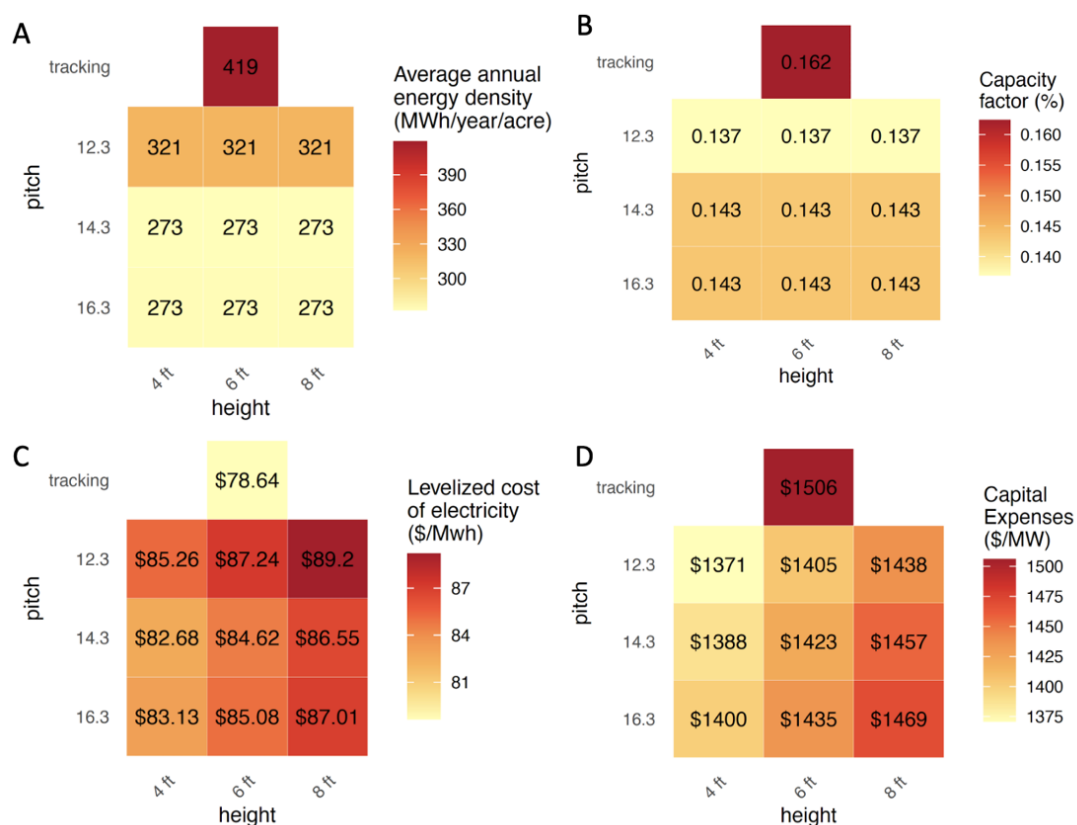 A
tracking
419
12.3
321 321 321
14.3
273 273 273
16.3
273 273 273
pitch
4 ft 6 ft 8 ft
height
Average annual
energy density
(MWh/year/acre)
390
360
330
300
B
tracking
0.162
12.3
0.137 0.137 0.137
14.3
0.143 0.143 0.143
16.3
0.143 0.143 0.143
pitch
4 ft 6 ft 8 ft
height
Capacity
factor (%)
0.160
0.155
0.150
0.145
0.140
C
tracking
$78.64
12.3
$85.26 $87.24 $89.2
14.3
$82.68 $84.62 $86.55
16.3
$83.13 $85.08 $87.01
pitch
4 ft 6 ft 8 ft
height
Levelized cost
of electricity
($/Mwh)
87
84
81
D
tracking
$1506
12.3
$1371 $1405 $1438
14.3
$1388 $1423 $1457
16.3
$1400 $1435 $1469
pitch
4 ft 6 ft 8 ft
height
Capital
Expenses
($/MW)
1500
1475
1450
1425
1400
1375